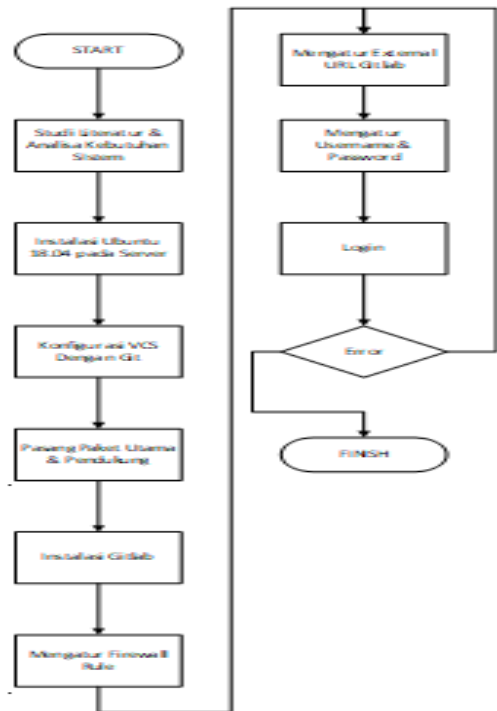 START
Studi Literatur &
Analisa Kebutuhan
Sistem
Instalasi Ubuntu
18.04 pada Server
Konfigurasi VCS
Dengan Git
Pasang Paket Utama
& Pendukung
Instalasi Gitlab
Mengatur Firewall
Rule
Mengatur External
URL Gitlab
Mengatur
Username &
Password
Login
Error
FINISH